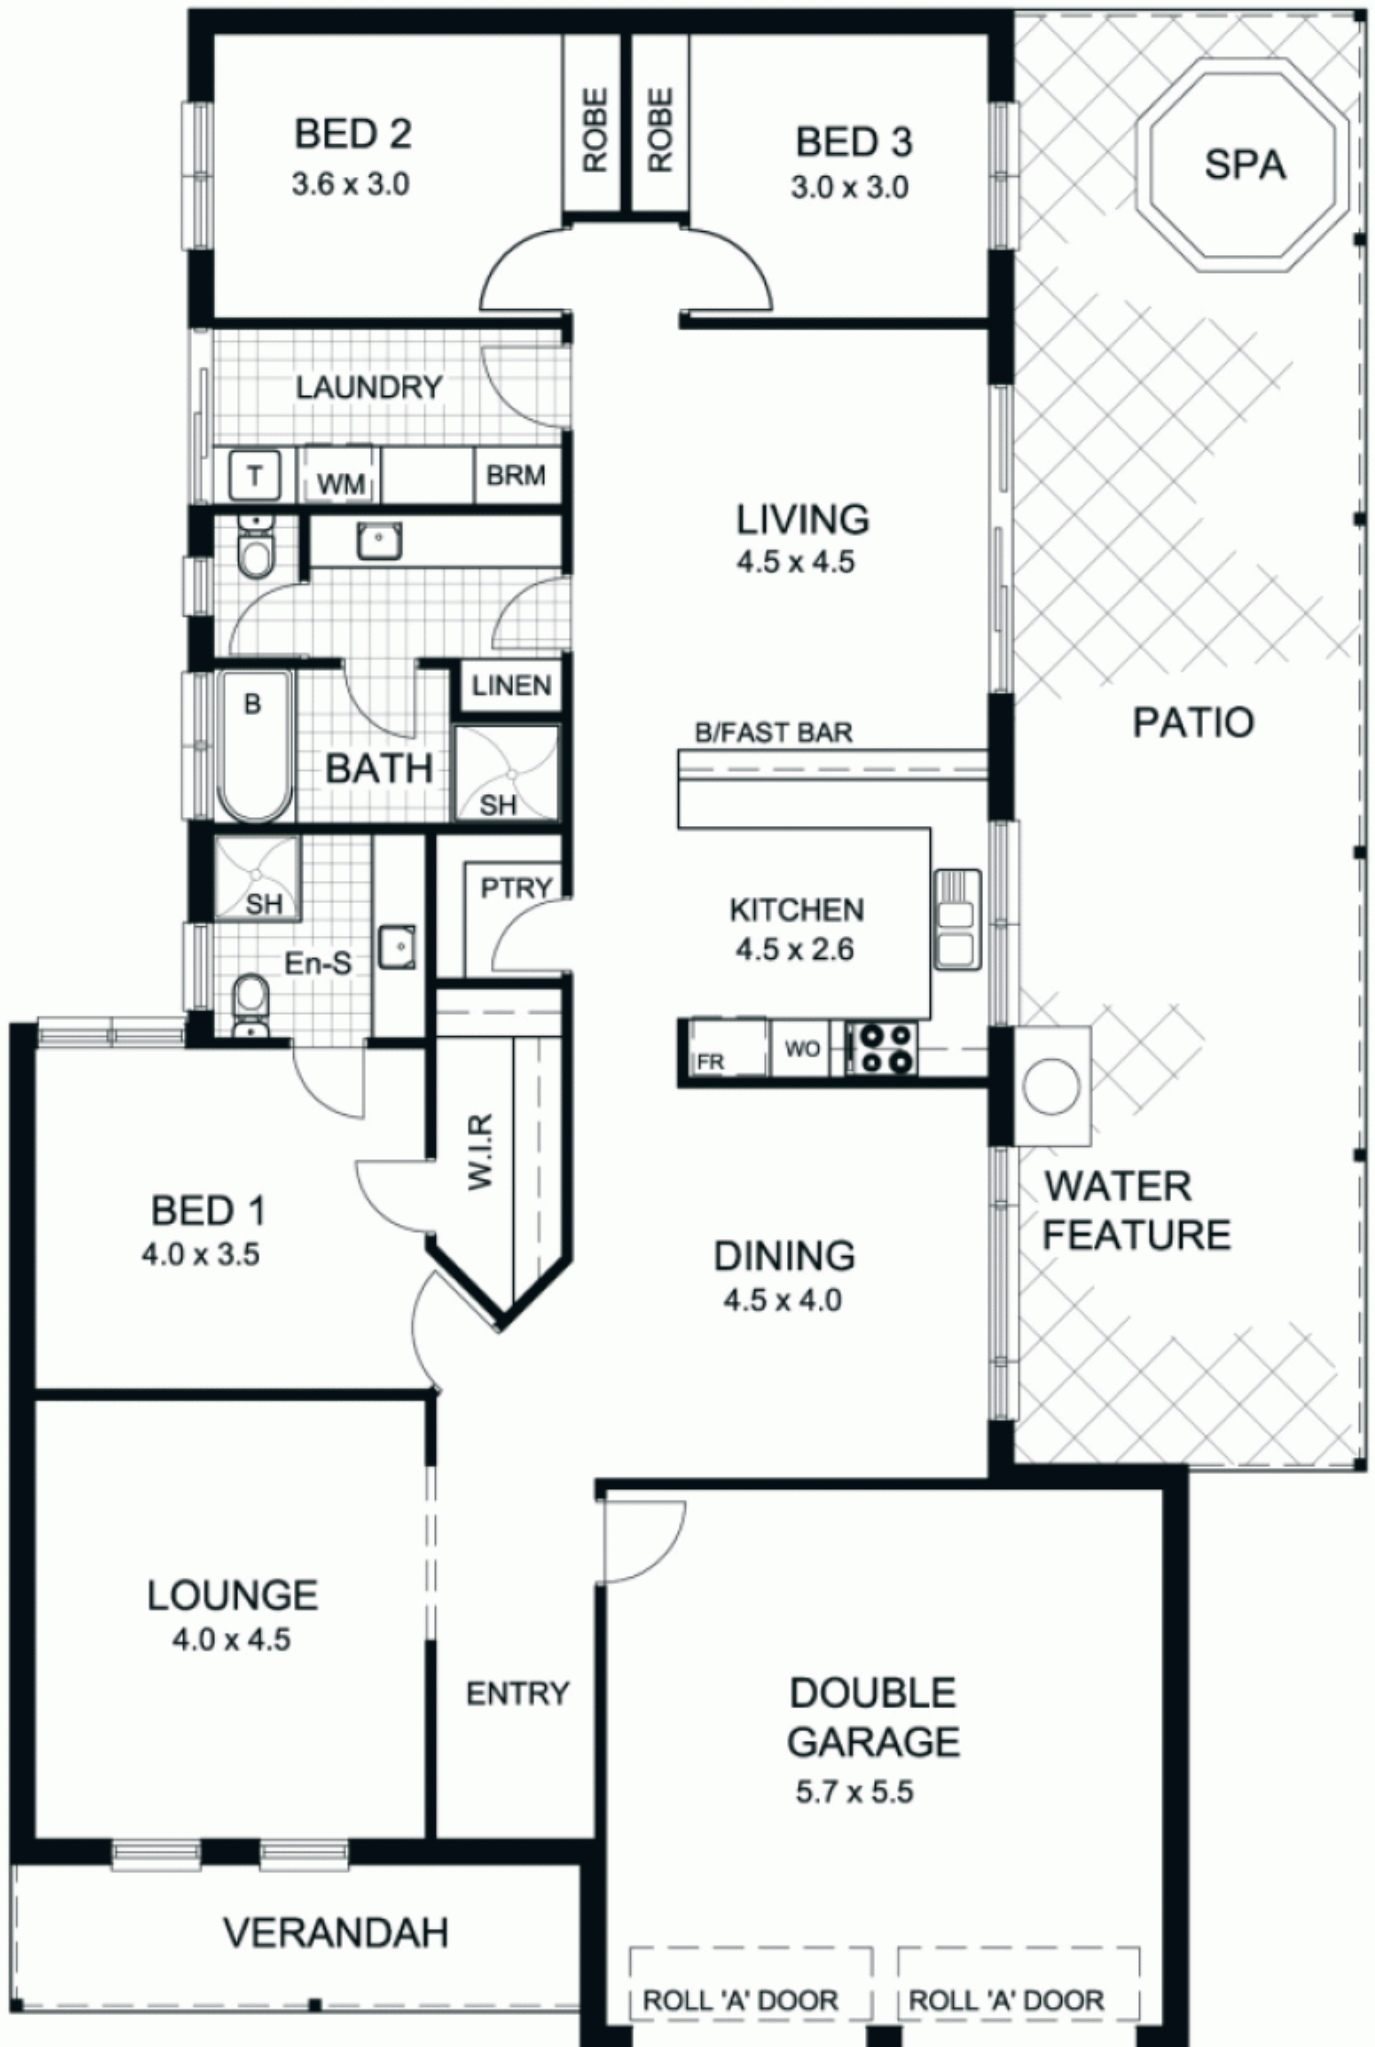 BED 2
3.6 x 3.0
ROBE
ROBE
BED 3
3.0 x 3.0
SPA
LAUNDRY
T
WM
BRM
LIVING
4.5 x 4.5
LINEN
B
BATH
SH
B/FAST BAR
PATIO
SH
En-S
PTRY
KITCHEN
4.5 x 2.6
FR
WO
W.I.R
BED 1
4.0 x 3.5
DINING
4.5 x 4.0
WATER
FEATURE
LOUNGE
4.0 x 4.5
ENTRY
DOUBLE
GARAGE
5.7 x 5.5
VERANDAH
ROLL 'A' DOOR
ROLL 'A' DOOR